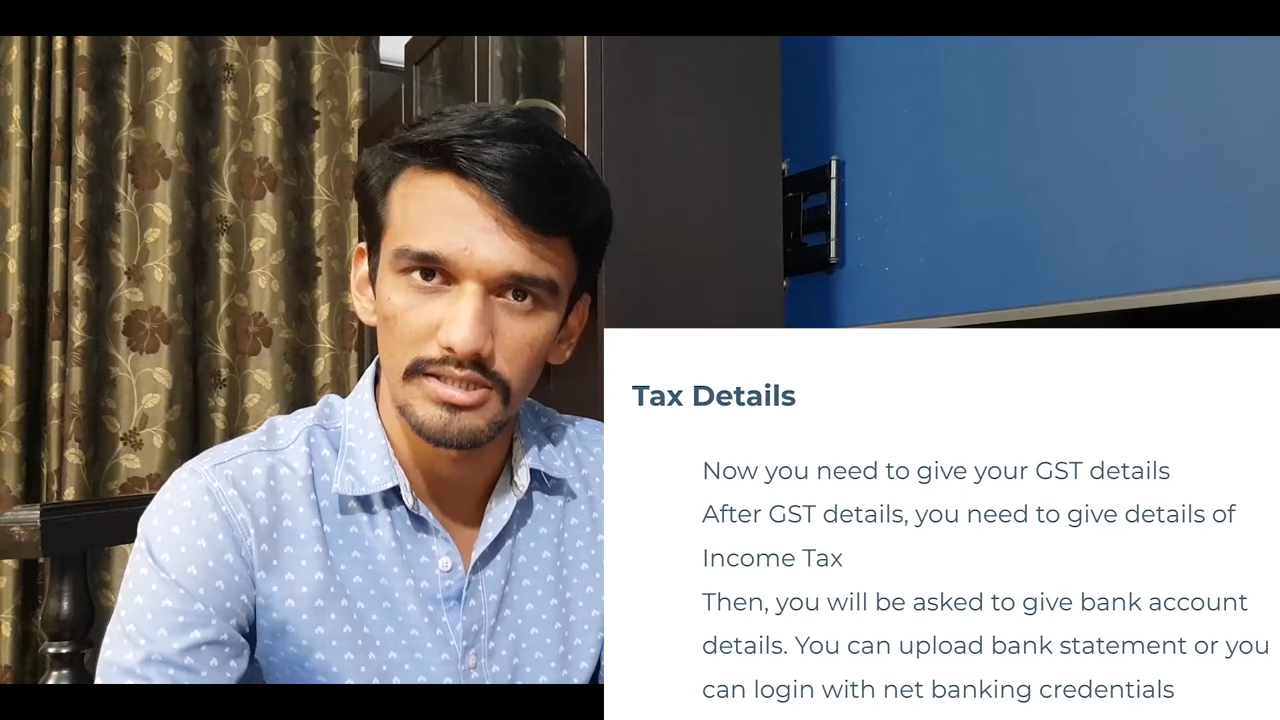 Tax Details
Now you need to give your GST details
After GST details, you need to give details of
Income Tax
Then, you will be asked to give bank account
details. You can upload bank statement or you
can login with net banking credentials